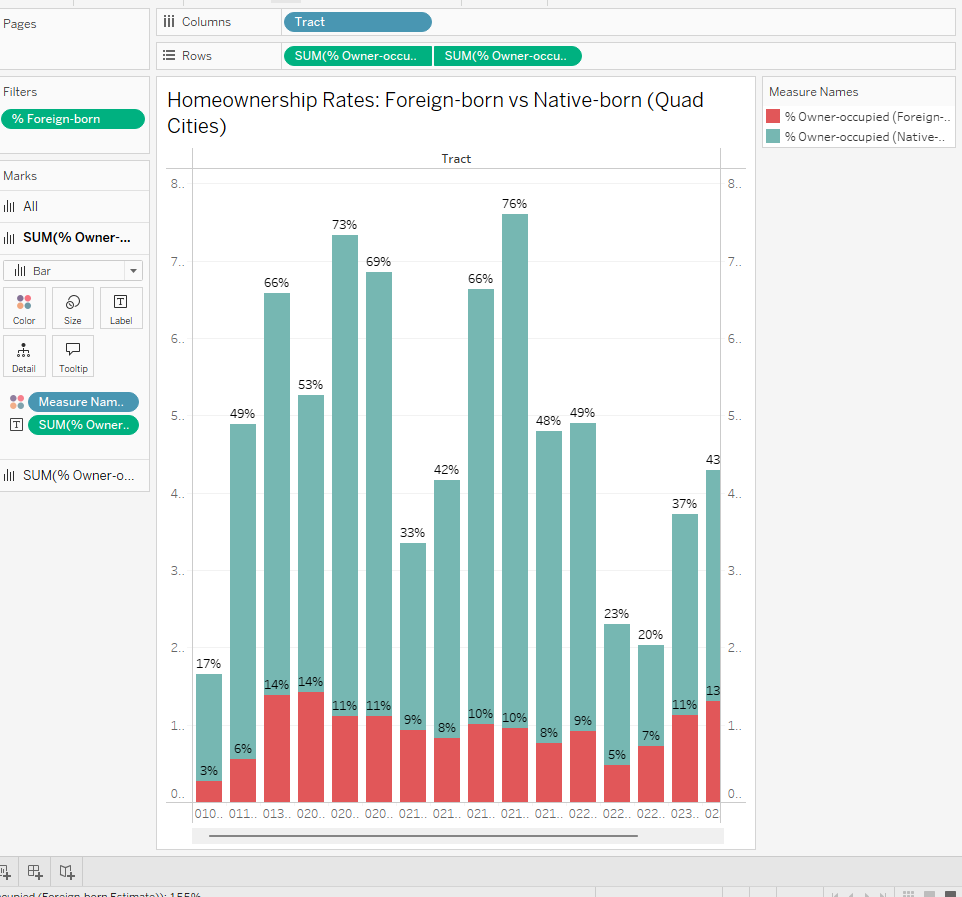 Pages
Columns
Tract
Rows
SUM(% Owner-occu..
SUM(% Owner-occu..
Filters
% Foreign-born
Marks
All
SUM(% Owner-...
Bar
Color
Size
Label
Detail
Tooltip
Measure Nam..
SUM(% Owner..
SUM(% Owner-o...
Homeownership Rates: Foreign-born vs Native-born (Quad
Cities)
Tract
8..
8..
7..
7..
6..
6..
5..
5..
4..
4..
3..
3..
2..
2..
1..
1..
0..
0..
17%
49%
66%
53%
73%
69%
33%
42%
66%
76%
48%
49%
23%
20%
37%
43
3%
6%
14%
14%
11%
11%
9%
8%
10%
10%
8%
9%
5%
7%
11%
13
010.. 011.. 013.. 020.. 020.. 020.. 021.. 021.. 021.. 021.. 021.. 022.. 022.. 022.. 023.. 02
Measure Names
% Owner-occupied (Foreign-..
% Owner-occupied (Native-..
(Foreign-born Estimate)): 155%